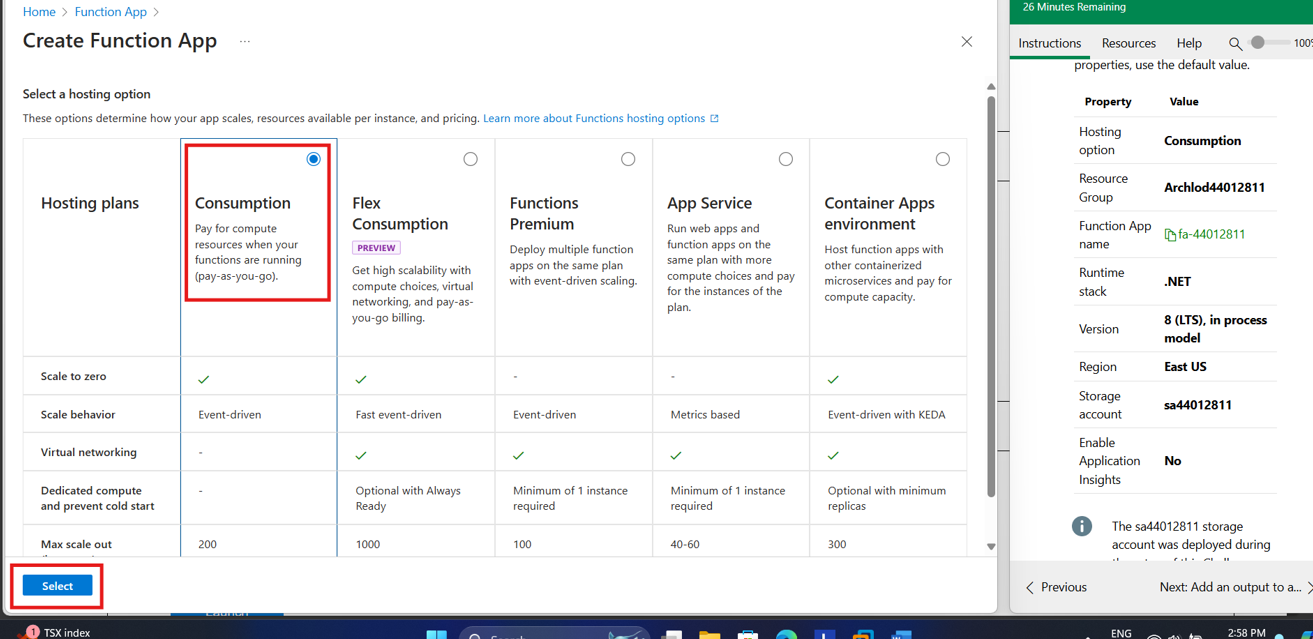 Home > Function App >
Create Function App ...
Select a hosting option
These options determine how your app scales, resources available per instance, and pricing. Learn more about Functions hosting options
Hosting plans
Consumption
Pay for compute
resources when your
functions are running
(pay-as-you-go).
Flex
Consumption
PREVIEW
Get high scalability with
compute choices, virtual
networking, and pay-as-
you-go billing.
Functions
Premium
Deploy multiple function
apps on the same plan
with event-driven scaling.
App Service
Run web apps and
function apps on the
same plan with more
compute choices and pay
for the instances of the
plan.
Container Apps
environment
Host function apps with
other containerized
microservices and pay for
compute capacity.
Scale to zero - -
Scale behavior Event-driven Fast event-driven Event-driven Metrics based Event-driven with KEDA
Virtual networking -
Dedicated compute
and prevent cold start
-
Optional with Always
Ready
Minimum of 1 instance
required
Minimum of 1 instance
required
Optional with minimum
replicas
Max scale out 200 1000 100 40-60 300
Select
26 Minutes Remaining
Instructions Resources Help 100
properties, use the default value.
Property Value
Hosting
option
Consumption
Resource
Group
Archlod44012811
Function App
name
fa-44012811
Runtime
stack
.NET
Version
8 (LTS), in process
model
Region East US
Storage
account
sa44012811
Enable
Application
Insights
No
The sa44012811 storage
account was deployed during
< Previous Next: Add an output to a... >
1 TSX index
Search
ENG
2:58 PM